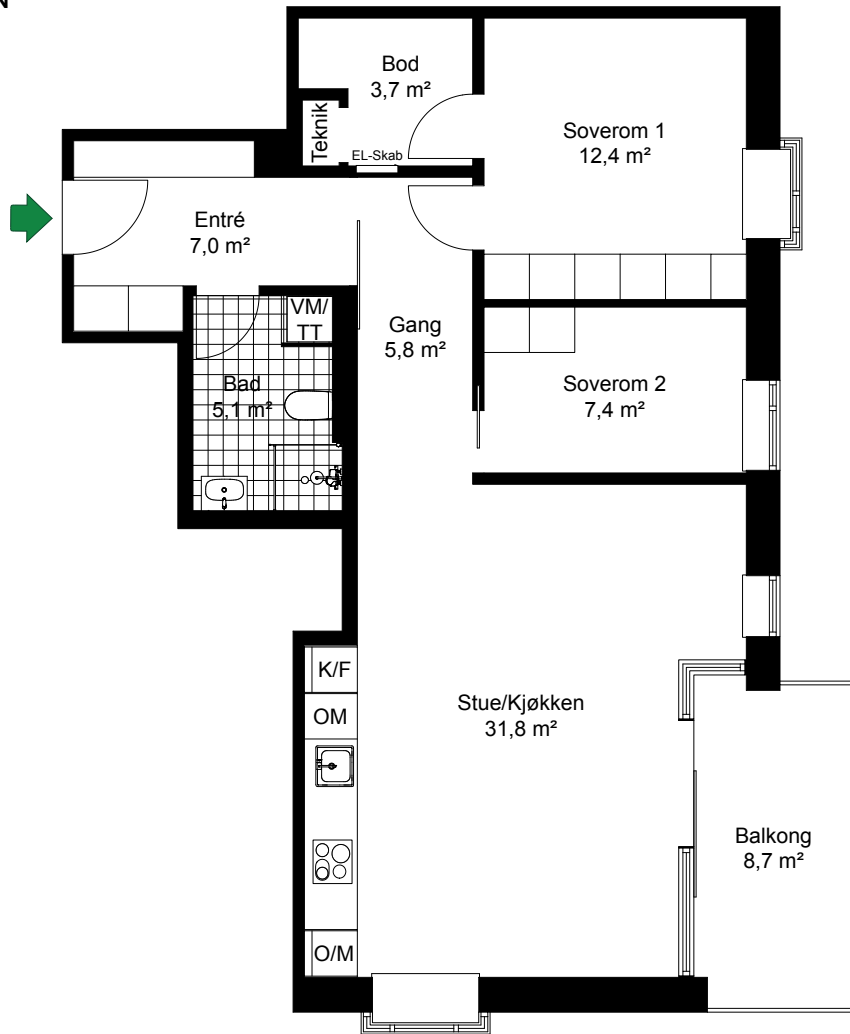 N
Bod
3,7 m²
Teknik
EL-Skab
Soverom 1
12,4 m²
Entré
7,0 m²
VM/
TT
Gang
5,8 m²
Bad
5,1 m²
Soverom 2
7,4 m²
K/F
OM
Stue/Kjøkken
31,8 m²
Balkong
8,7 m²
O/M